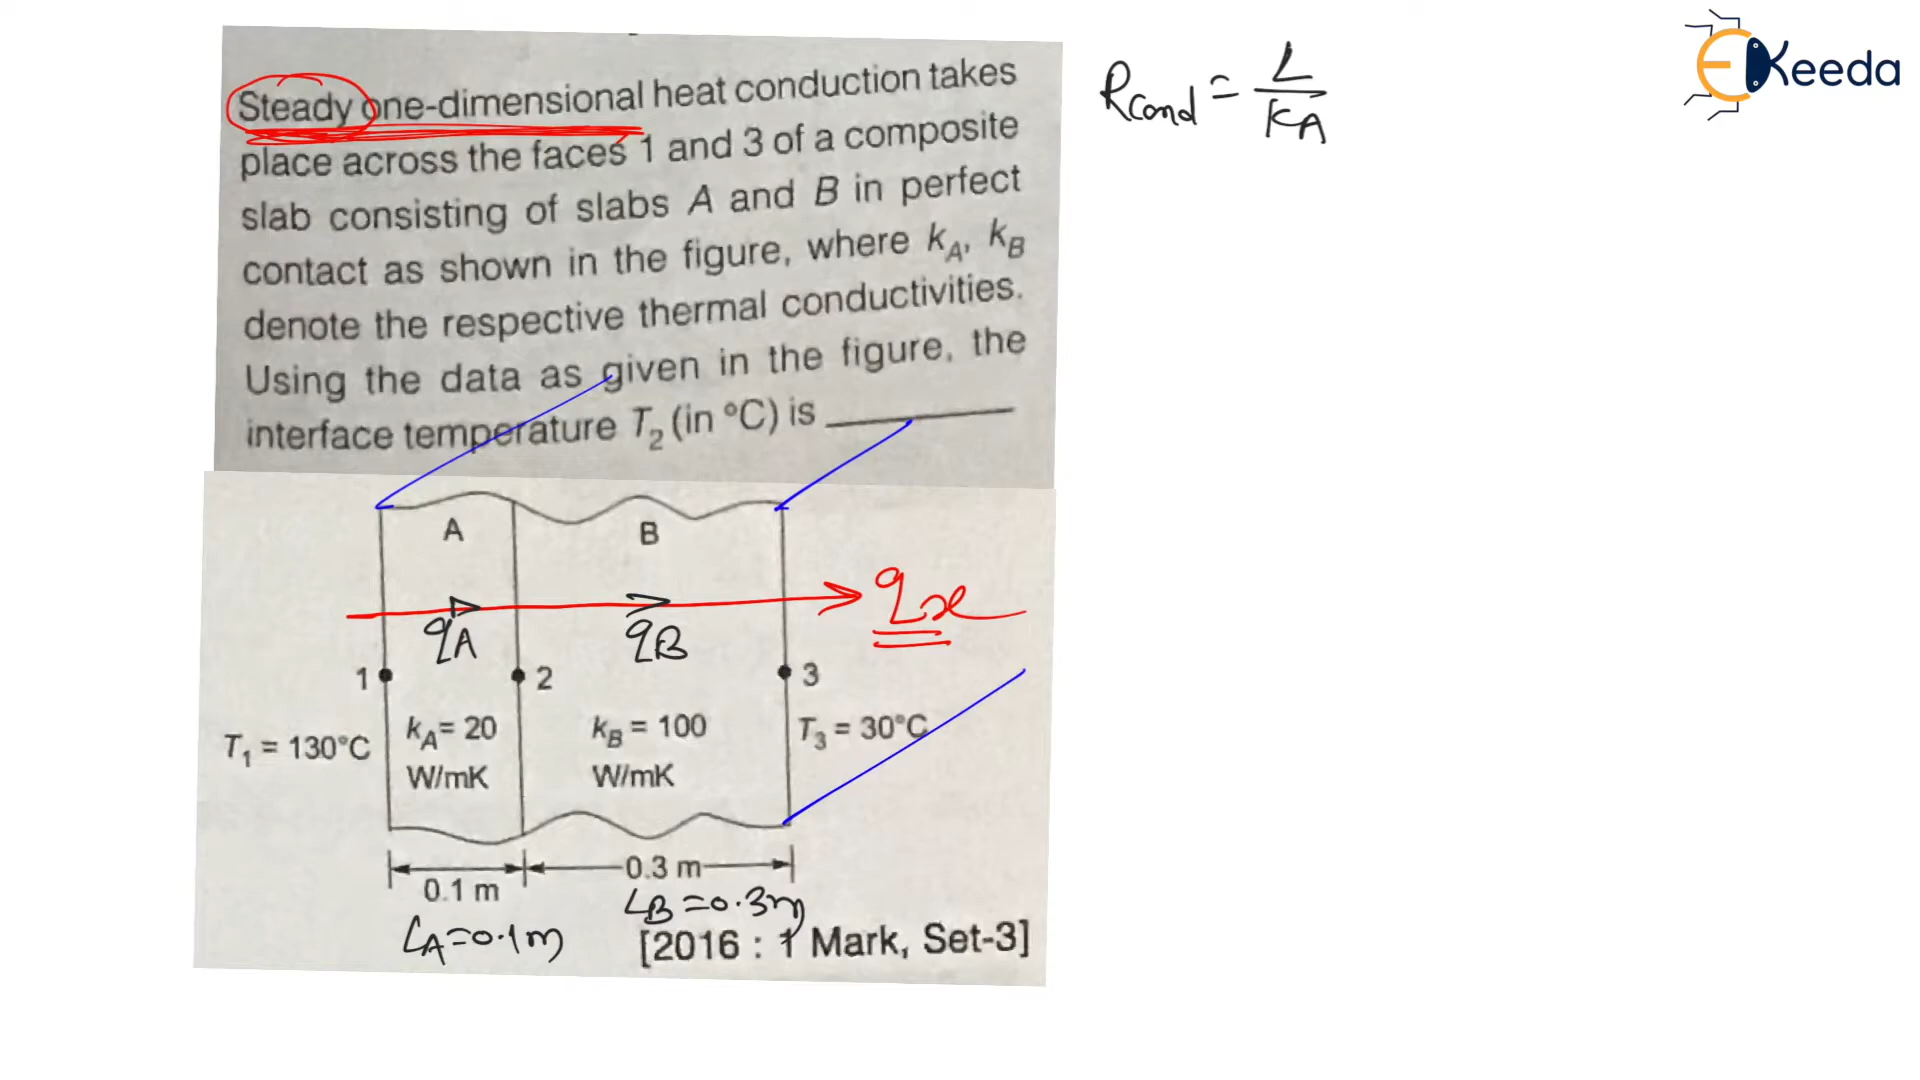 Steady one-dimensional heat conduction takes
place across the faces 1 and 3 of a composite
slab consisting of slabs A and B in perfect
contact as shown in the figure, where kA, kB
denote the respective thermal conductivities.
Using the data as given in the figure, the
interface temperature T2 (in °C) is ________
Rcond = L/KA
EKeeda
A B
qA qB qx
1 2 3
T1 = 130°C kA= 20 W/mK kB = 100 W/mK T3 = 30°C
0.1 m 0.3 m
LA=0.1m LB=0.3m
[2016 : 1 Mark, Set-3]